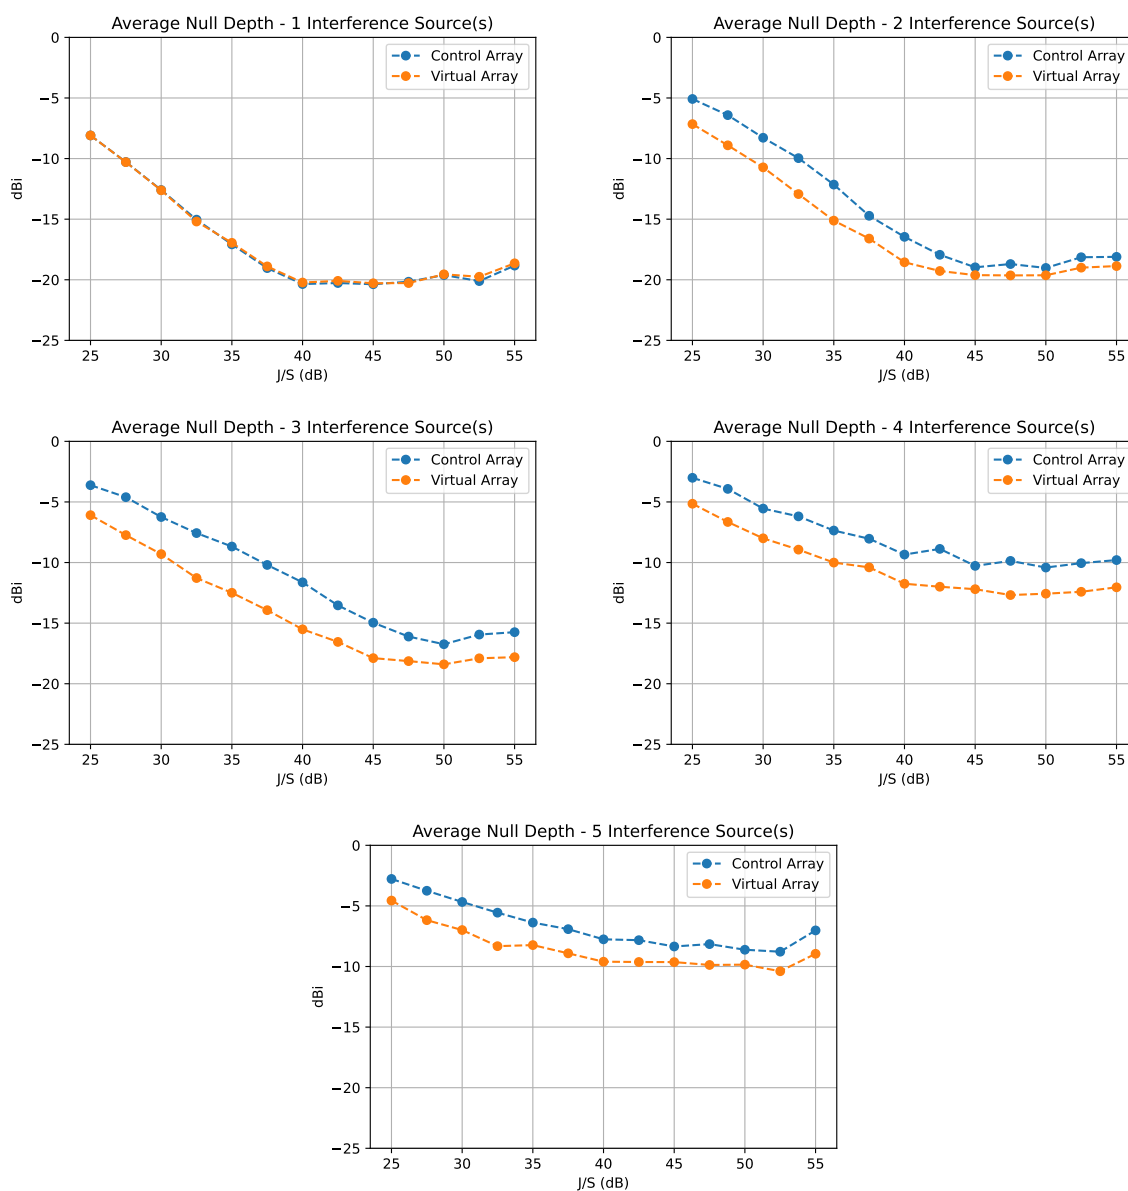 Average Null Depth - 1 Interference Source(s)
0
−5
−10
−15
−20
−25
dBi
Control Array
Virtual Array
25 30 35 40 45 50 55
J/S (dB)
Average Null Depth - 2 Interference Source(s)
0
−5
−10
−15
−20
−25
dBi
Control Array
Virtual Array
25 30 35 40 45 50 55
J/S (dB)
Average Null Depth - 3 Interference Source(s)
0
−5
−10
−15
−20
−25
dBi
Control Array
Virtual Array
25 30 35 40 45 50 55
J/S (dB)
Average Null Depth - 4 Interference Source(s)
0
−5
−10
−15
−20
−25
dBi
Control Array
Virtual Array
25 30 35 40 45 50 55
J/S (dB)
Average Null Depth - 5 Interference Source(s)
0
−5
−10
−15
−20
−25
dBi
Control Array
Virtual Array
25 30 35 40 45 50 55
J/S (dB)